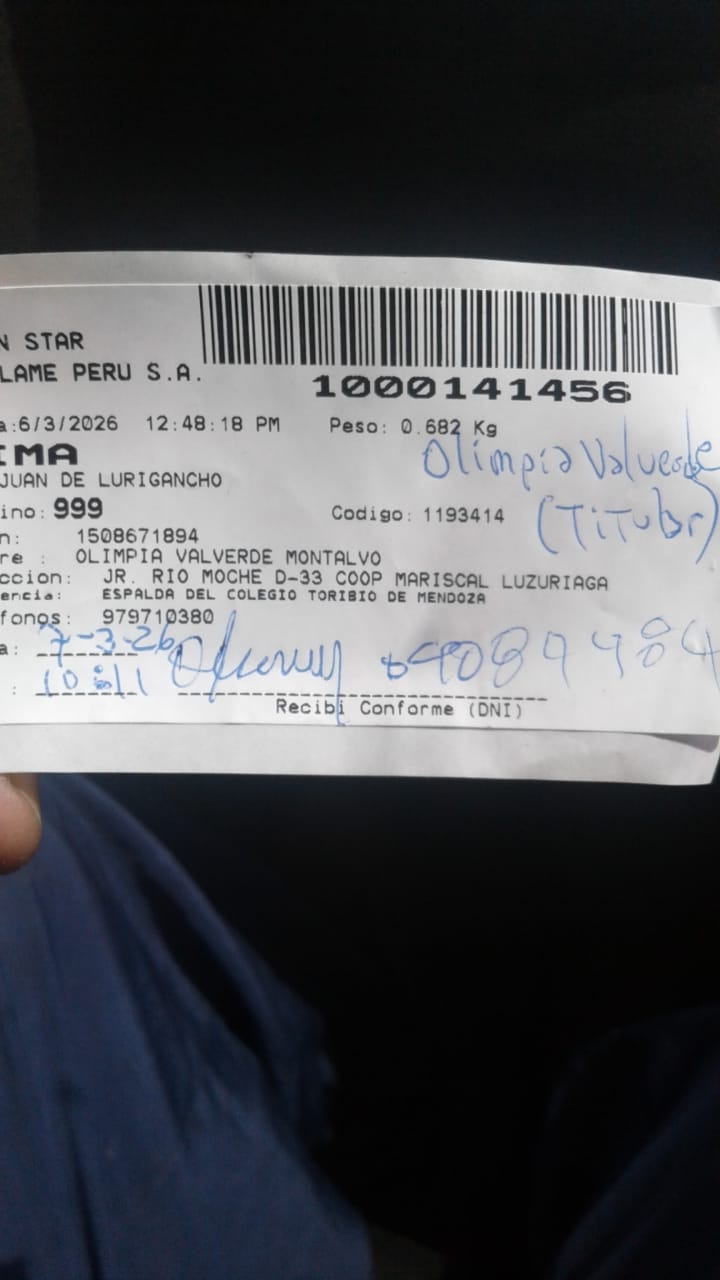 N STAR
LAME PERU S.A.
1000141456
a:6/3/2026 12:48:18 PM Peso: 0.682 Kg
IMA
Olimpia Valverde
JUAN DE LURIGANCHO
ino: 999 Codigo: 1193414
(Titular)
n: 1508671894
re : OLIMPIA VALVERDE MONTALVO
ccion: JR. RIO MOCHE D-33 COOP MARISCAL LUZURIAGA
encia: ESPALDA DEL COLEGIO TORIBIO DE MENDOZA
fonos: 979710380
a: 7-3-26
: 10:11
Recibi Conforme (DNI)